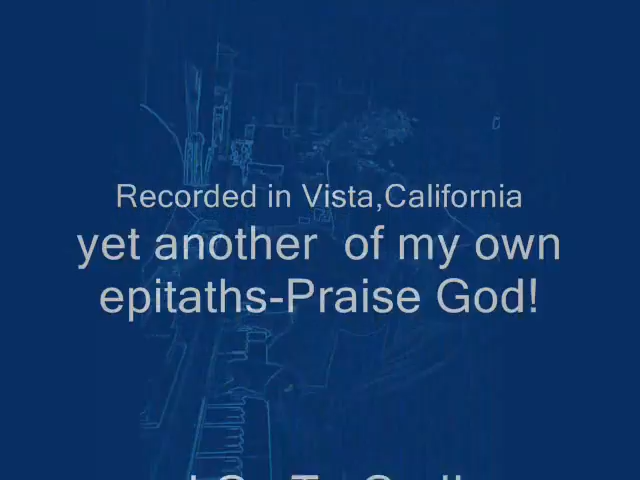 Recorded in Vista,California
yet another  of my own
epitaths-Praise God!